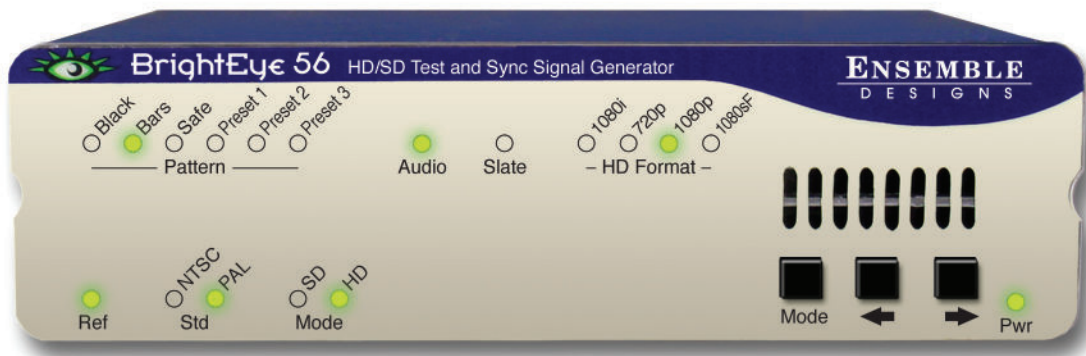 BrightEye 56 HD/SD Test and Sync Signal Generator
ENSEMBLE
DESIGNS
Black Bars Safe Preset 1 Preset 2 Preset 3
Pattern
Audio
Slate
1080i 720p 1080p 1080sF
HD Format
NTSC PAL
SD HD
Ref
Std
Mode
Mode
Pwr